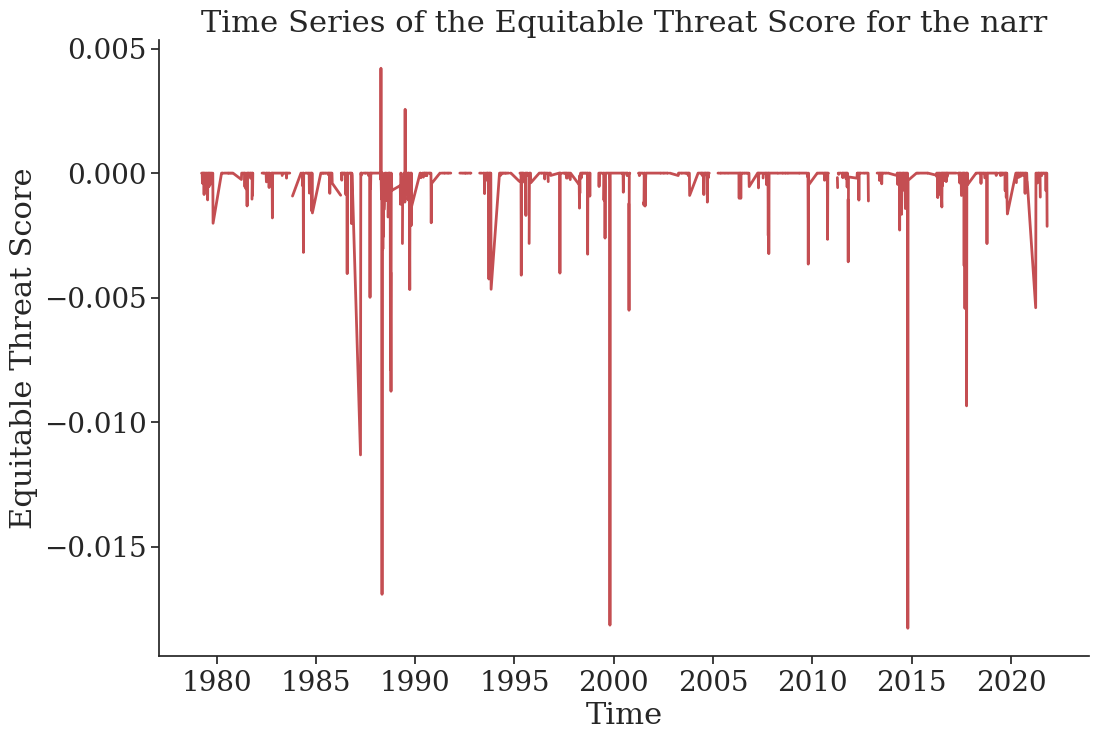 Time Series of the Equitable Threat Score for the narr
0.005
0.000
−0.005
−0.010
−0.015
Equitable Threat Score
1980 1985 1990 1995 2000 2005 2010 2015 2020
Time